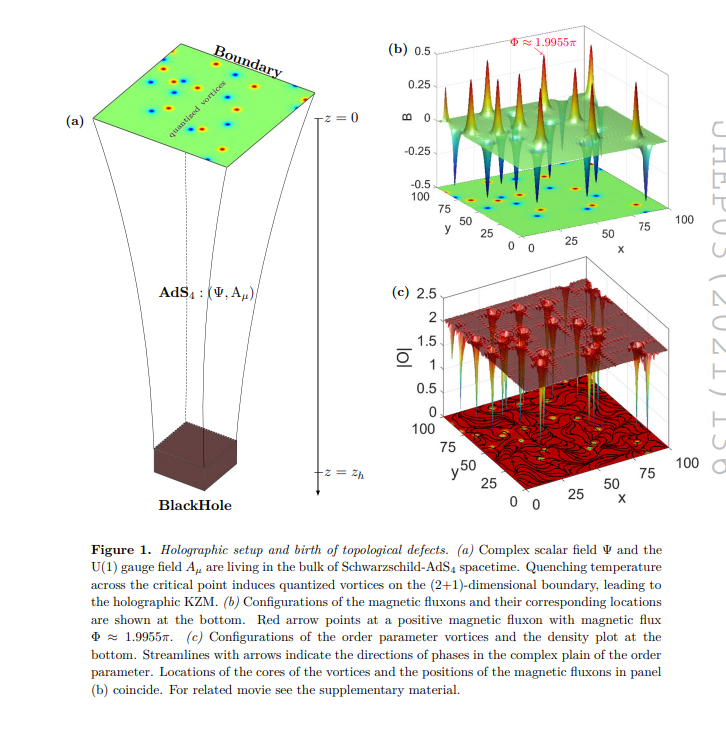 (a)
Boundary
quantized vortices
z = 0
AdS₄ : (Ψ, A_μ)
z = z_h
BlackHole
(b)
Φ ≈ 1.9955π
0.5
0.25
B
0
-0.25
-0.5
100
75
y
50
25
0
0
25
50
x
75
100
(c)
2.5
2
1.5
|O|
1
0.5
0
100
75
y
50
25
0
0
25
50
x
75
100
JHEP03(2021)136
Figure 1. Holographic setup and birth of topological defects. (a) Complex scalar field Ψ and the
U(1) gauge field A_μ are living in the bulk of Schwarzschild-AdS₄ spacetime. Quenching temperature
across the critical point induces quantized vortices on the (2+1)-dimensional boundary, leading to
the holographic KZM. (b) Configurations of the magnetic fluxons and their corresponding locations
are shown at the bottom. Red arrow points at a positive magnetic fluxon with magnetic flux
Φ ≈ 1.9955π. (c) Configurations of the order parameter vortices and the density plot at the
bottom. Streamlines with arrows indicate the directions of phases in the complex plain of the order
parameter. Locations of the cores of the vortices and the positions of the magnetic fluxons in panel
(b) coincide. For related movie see the supplementary material.